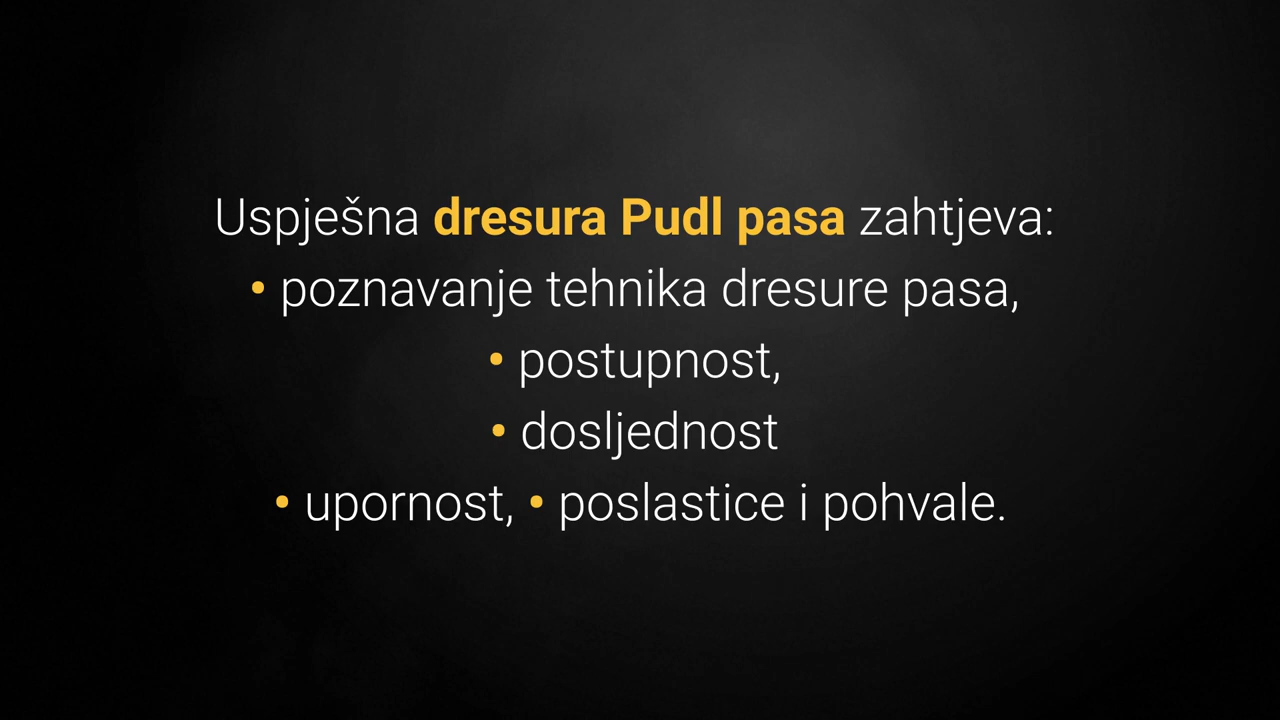 Uspješna dresura Pudl pasa zahtjeva:
• poznavanje tehnika dresure pasa,
• postupnost,
• dosljednost
• upornost, • poslastice i pohvale.